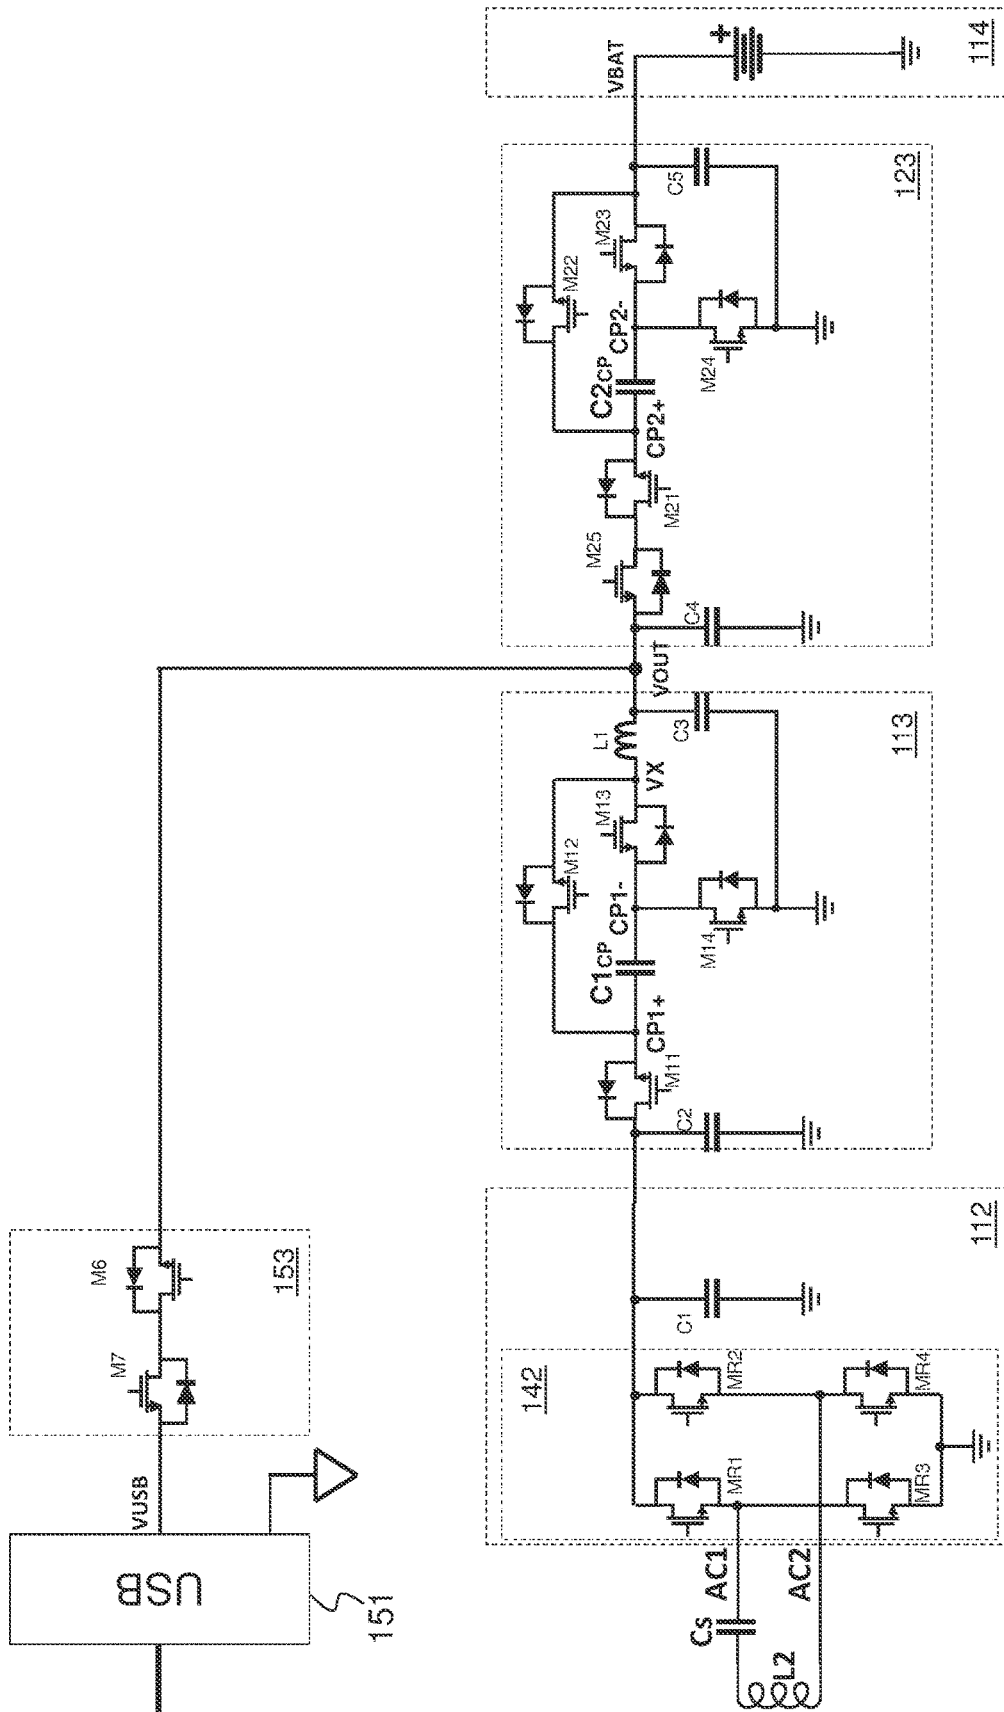 USB
151
VUSB
M7
M6
153
L2
Cs
AC1
AC2
MR1
MR2
MR3
MR4
142
C1
112
C2
M11
CP1+
C1CP
CP1-
M12
M13
M14
VX
L1
C3
113
VOUT
C4
M25
M21
CP2+
C2CP
CP2-
M22
M23
M24
C5
123
VBAT
+
114